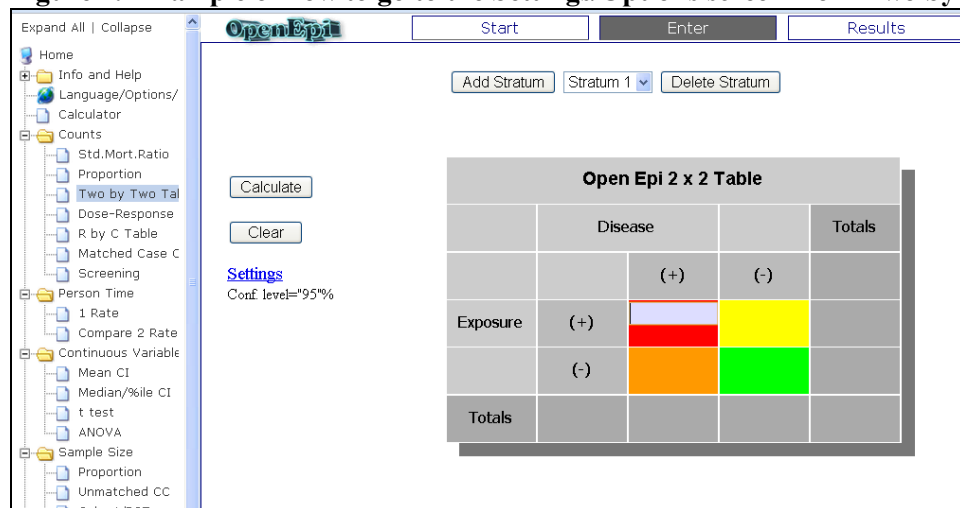 Expand All | Collapse
Home
Info and Help
Language/Options/
Calculator
Counts
Std.Mort.Ratio
Proportion
Two by Two Tal
Dose-Response
R by C Table
Matched Case C
Screening
Person Time
1 Rate
Compare 2 Rate
Continuous Variable
Mean CI
Median/%ile CI
t test
ANOVA
Sample Size
Proportion
Unmatched CC
OpenEpi
Start Enter Results
Add Stratum Stratum 1 Delete Stratum
Calculate
Clear
Settings
Conf. level="95"%
Open Epi 2 x 2 Table
Disease Totals
(+) (-)
Exposure (+)
(-)
Totals